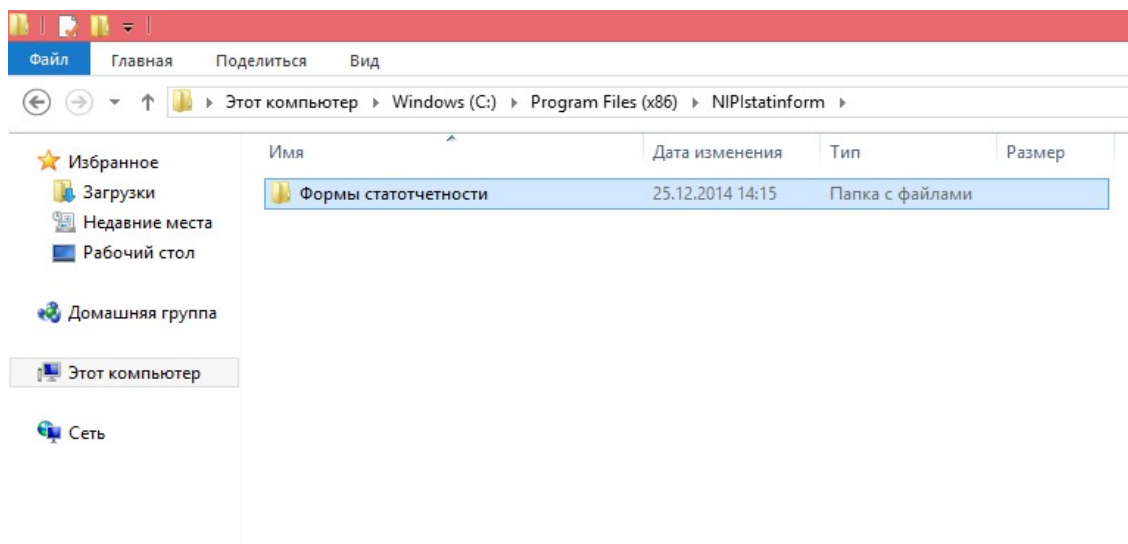 Файл Главная Поделиться Вид
Этот компьютер Windows (C:) Program Files (x86) NIPIstatinform
Имя Дата изменения Тип Размер
Избранное
Загрузки
Недавние места
Рабочий стол
Домашняя группа
Этот компьютер
Сеть
Формы статотчетности 25.12.2014 14:15 Папка с файлами